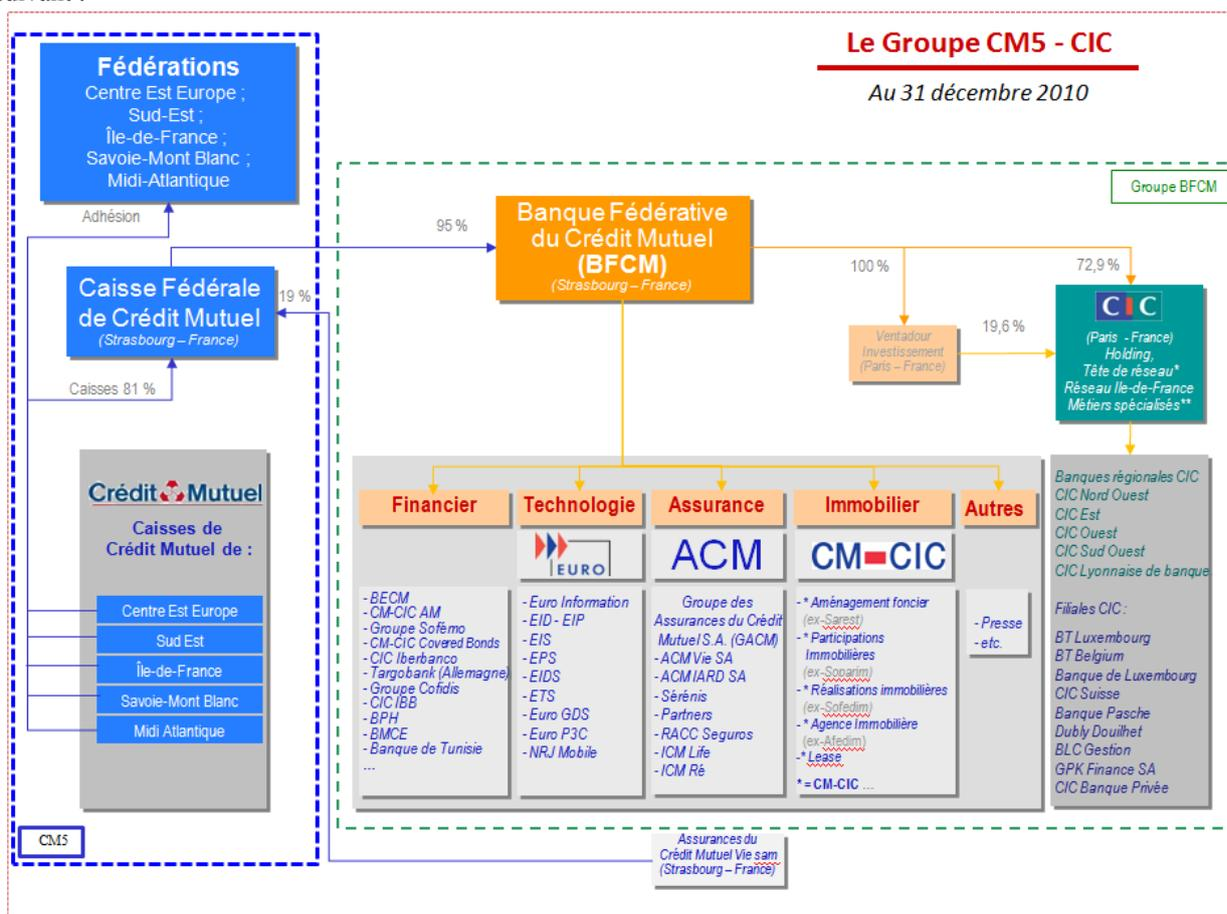 Le Groupe CM5 - CIC
Au 31 décembre 2010
Fédérations
Centre Est Europe ;
Sud-Est ;
Île-de-France ;
Savoie-Mont Blanc ;
Midi-Atlantique
Adhésion
Caisse Fédérale
de Crédit Mutuel
(Strasbourg – France)
19 %
Caisses 81 %
Crédit Mutuel
Caisses de
Crédit Mutuel de :
Centre Est Europe
Sud Est
Île-de-France
Savoie-Mont Blanc
Midi Atlantique
CM5
Groupe BFCM
95 %
Banque Fédérative
du Crédit Mutuel
(BFCM)
(Strasbourg – France)
100 %
72,9 %
Ventadour
Investissement
(Paris – France)
19,6 %
CIC
(Paris - France)
Holding,
Tête de réseau*
Réseau Ile-de-France
Métiers spécialisés**
Financier
- BECM
- CM-CIC AM
- Groupe Sofémo
- CM-CIC Covered Bonds
- CIC Iberbanco
- Targobank (Allemagne)
- Groupe Cofidis
- CIC IBB
- BPH
- BMCE
- Banque de Tunisie
...
Technologie
EURO
- Euro Information
- EID - EIP
- EIS
- EPS
- EIDS
- ETS
- Euro GDS
- Euro P3C
- NRJ Mobile
Assurance
ACM
Groupe des
Assurances du Crédit
Mutuel S.A. (GACM)
- ACM Vie SA
- ACM IARD SA
- Sérénis
- Partners
- RACC Seguros
- ICM Life
- ICM Ré
Immobilier
CM-CIC
- * Aménagement foncier
(ex-Sarest)
- * Participations
Immobilières
(ex-Soparim)
- * Réalisations immobilières
(ex-Sofedim)
- * Agence Immobilière
(ex-Afedim)
-* Lease
* = CM-CIC ...
Autres
- Presse
- etc.
Banques régionales CIC
CIC Nord Ouest
CIC Est
CIC Ouest
CIC Sud Ouest
CIC Lyonnaise de banque
Filiales CIC :
BT Luxembourg
BT Belgium
Banque de Luxembourg
CIC Suisse
Banque Pasche
Dubly Douilhet
BLC Gestion
GPK Finance SA
CIC Banque Privée
Assurances du
Crédit Mutuel Vie sam
(Strasbourg – France)